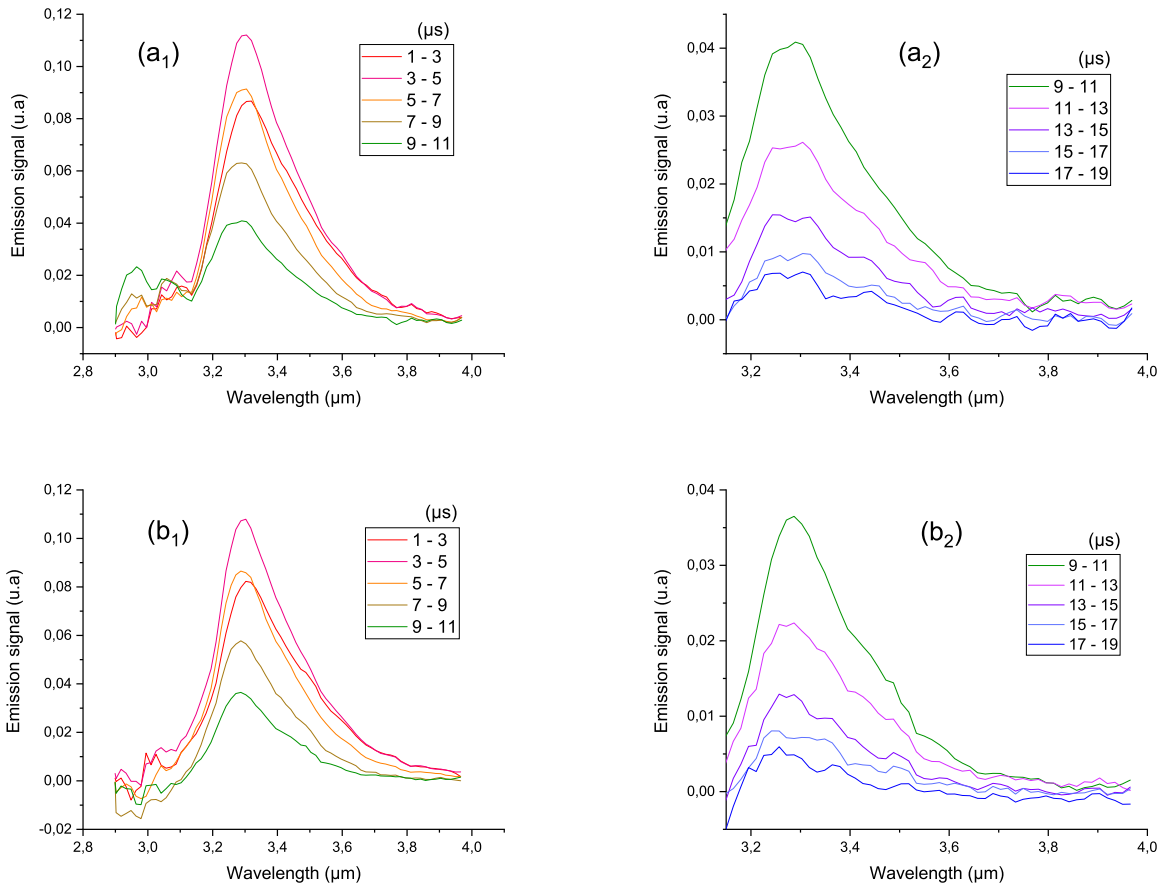 (a1)
(µs)
1 - 3
3 - 5
5 - 7
7 - 9
9 - 11
0,12
0,10
0,08
0,06
0,04
0,02
0,00
Emission signal (u.a)
2,8
3,0
3,2
3,4
3,6
3,8
4,0
Wavelength (µm)
(a2)
(µs)
9 - 11
11 - 13
13 - 15
15 - 17
17 - 19
0,04
0,03
0,02
0,01
0,00
Emission signal (u.a)
3,2
3,4
3,6
3,8
4,0
Wavelength (µm)
(b1)
(µs)
1 - 3
3 - 5
5 - 7
7 - 9
9 - 11
0,12
0,10
0,08
0,06
0,04
0,02
0,00
-0,02
Emission signal (u.a)
2,8
3,0
3,2
3,4
3,6
3,8
4,0
Wavelength (µm)
(b2)
(µs)
9 - 11
11 - 13
13 - 15
15 - 17
17 - 19
0,04
0,03
0,02
0,01
0,00
Emission signal (u.a)
3,2
3,4
3,6
3,8
4,0
Wavelength (µm)